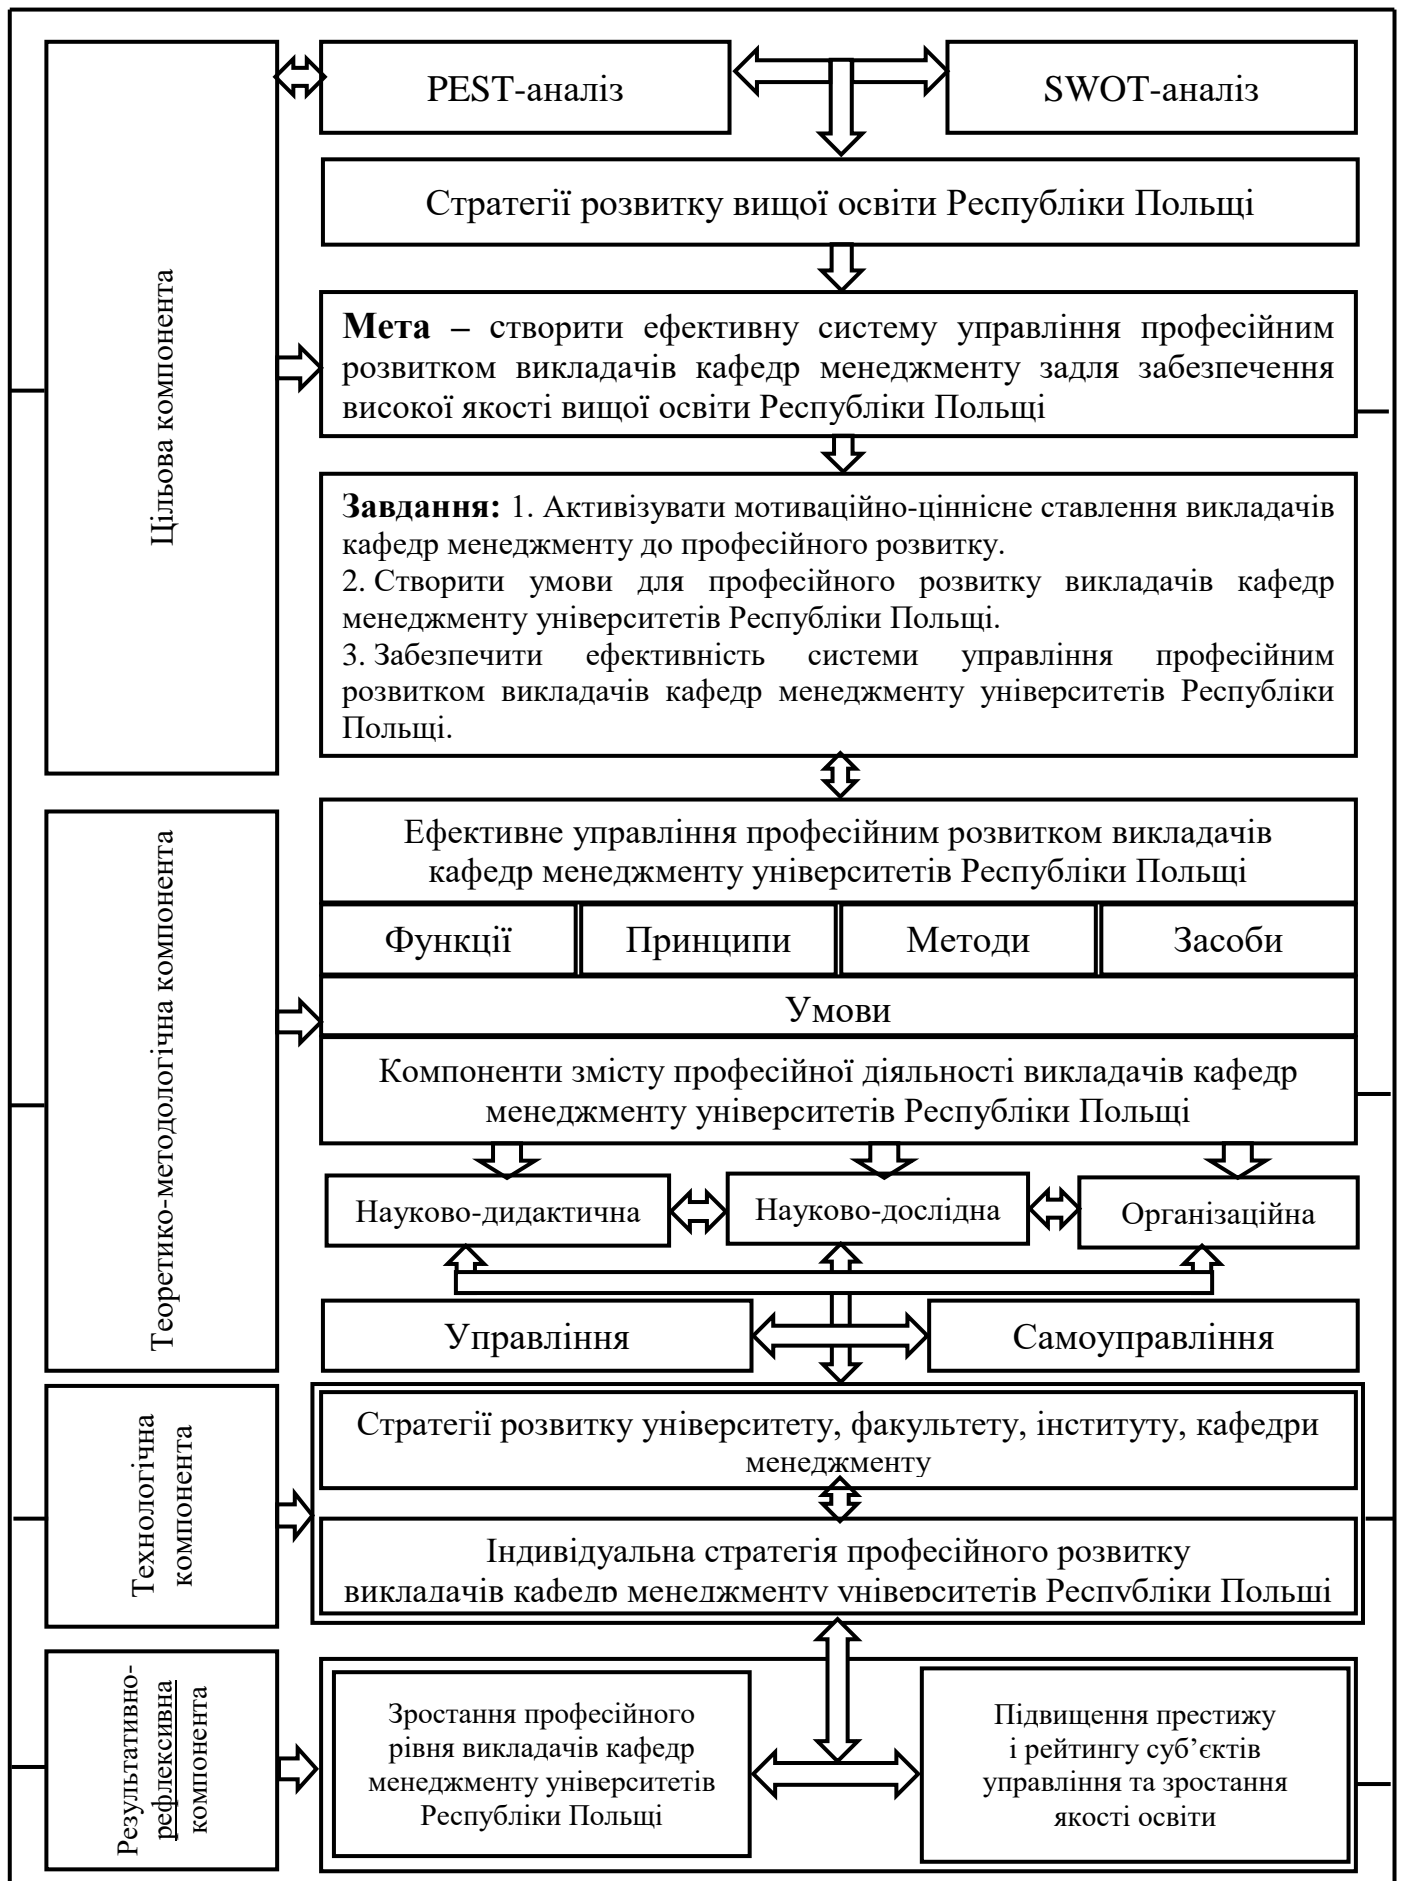 PEST-аналіз
SWOT-аналіз
Стратегії розвитку вищої освіти Республіки Польщі
Цільова компонента
Мета – створити ефективну систему управління професійним
розвитком викладачів кафедр менеджменту задля забезпечення
високої якості вищої освіти Республіки Польщі
Завдання: 1. Активізувати мотиваційно-ціннісне ставлення викладачів
кафедр менеджменту до професійного розвитку.
2. Створити умови для професійного розвитку викладачів кафедр
менеджменту університетів Республіки Польщі.
3. Забезпечити ефективність системи управління професійним
розвитком викладачів кафедр менеджменту університетів Республіки
Польщі.
Теоретико-методологічна компонента
Ефективне управління професійним розвитком викладачів
кафедр менеджменту університетів Республіки Польщі
Функції
Принципи
Методи
Засоби
Умови
Компоненти змісту професійної діяльності викладачів кафедр
менеджменту університетів Республіки Польщі
Науково-дидактична
Науково-дослідна
Організаційна
Управління
Самоуправління
Технологічна
компонента
Стратегії розвитку університету, факультету, інституту, кафедри
менеджменту
Індивідуальна стратегія професійного розвитку
викладачів кафедр менеджменту університетів Республіки Польщі
Результативно-
рефлексивна
компонента
Зростання професійного
рівня викладачів кафедр
менеджменту університетів
Республіки Польщі
Підвищення престижу
і рейтингу суб’єктів
управління та зростання
якості освіти